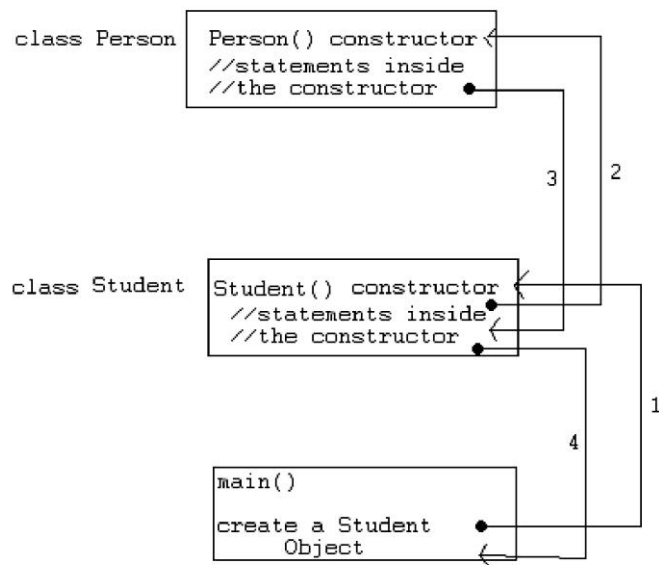 class Person
Person() constructor
//statements inside
//the constructor
2
3
class Student
Student() constructor
//statements inside
//the constructor
1
4
main()
create a Student
Object